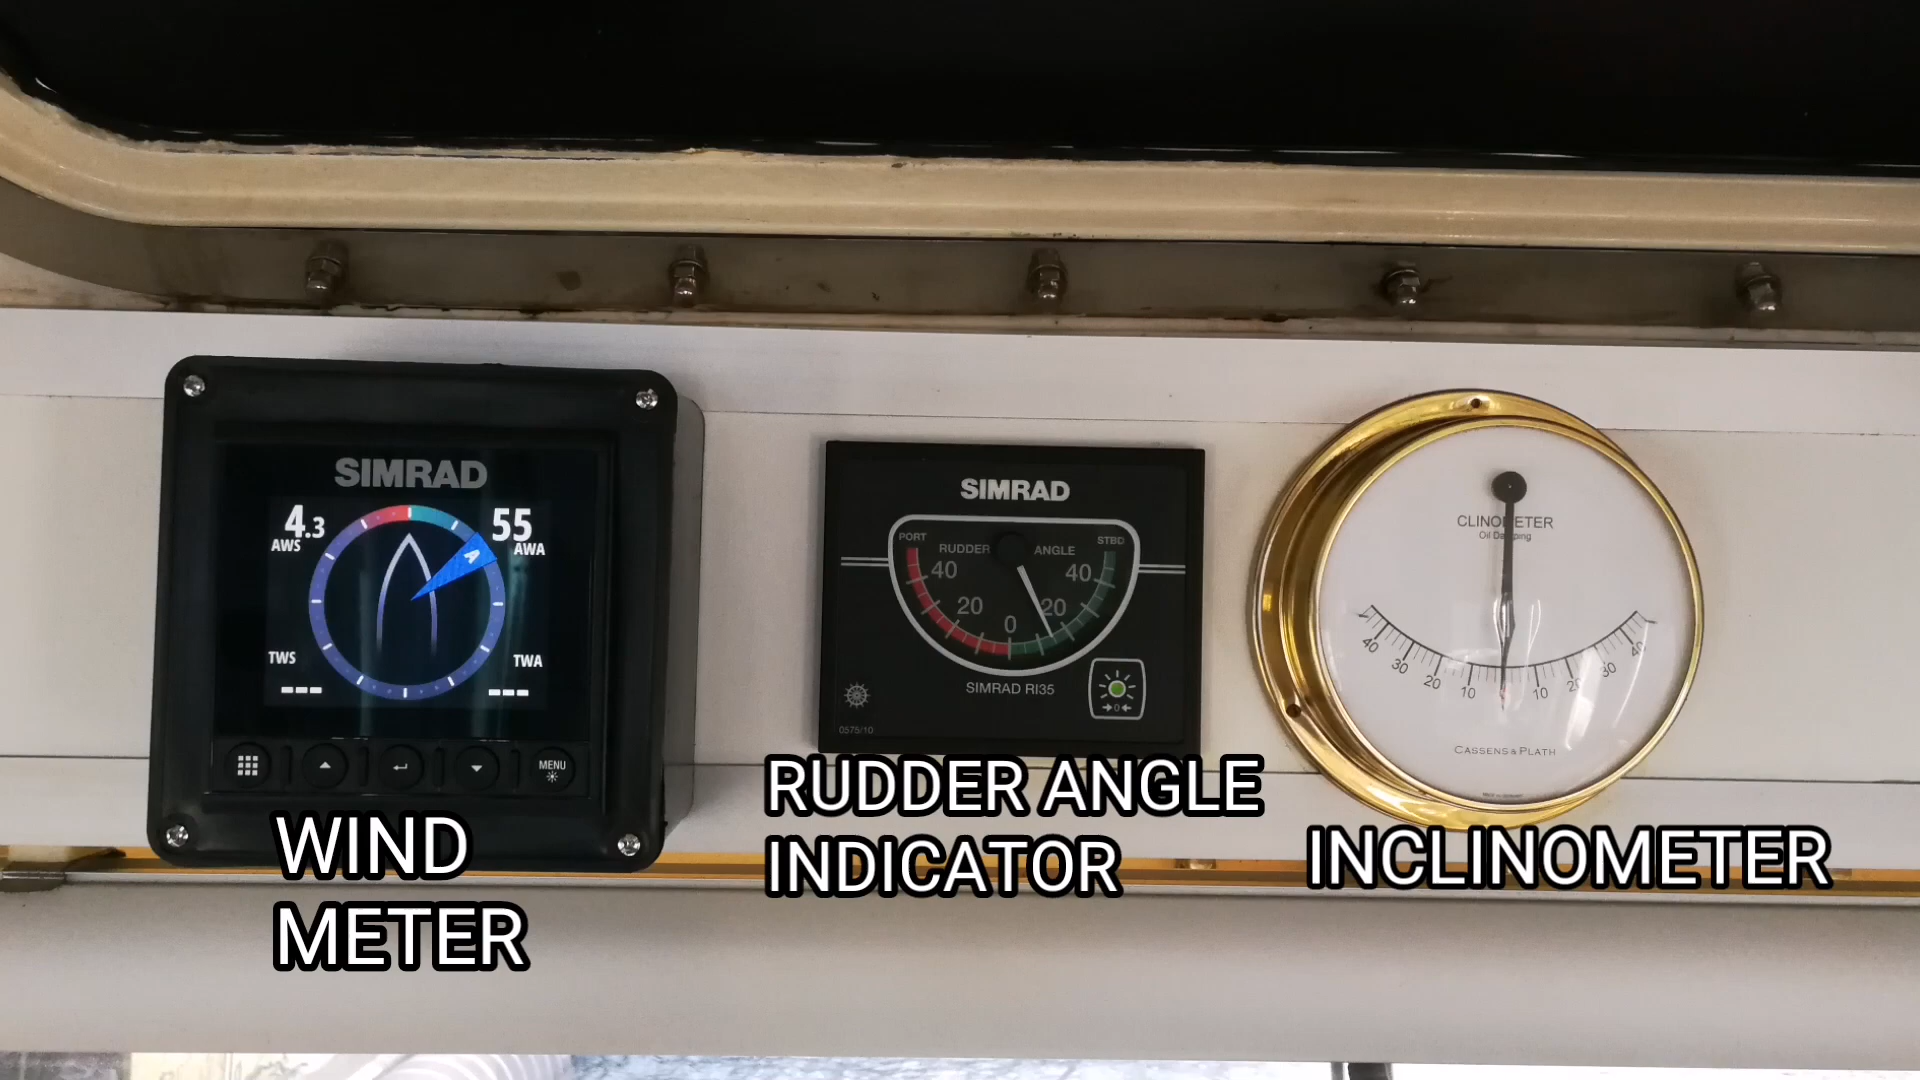 SIMRAD
4.3
AWS
55
AWA
A
TWS
---
TWA
---
MENU
WIND
METER
SIMRAD
PORT
RUDDER
ANGLE
STBD
40
20
0
20
40
SIMRAD RI35
→0←
0575/10
RUDDER ANGLE
INDICATOR
CLINOMETER
Oil Damping
40 30 20 10 10 20 30 40
CASSENS & PLATH
INCLINOMETER